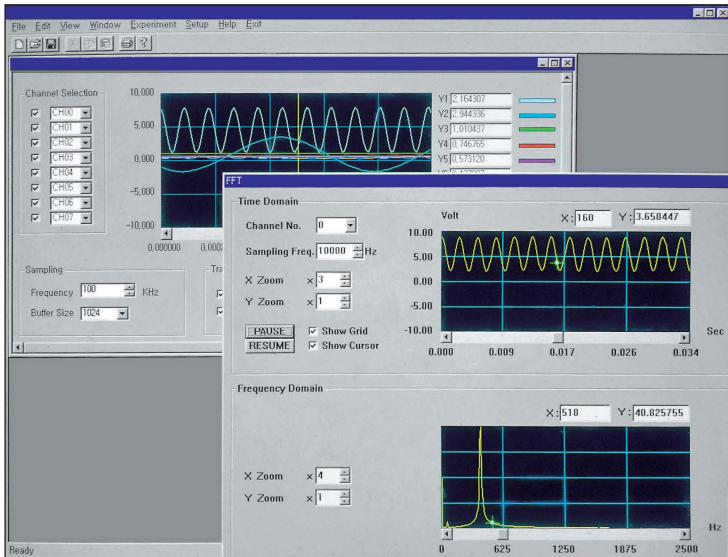 File Edit View Window Experiment Setup Help Exit
Channel Selection
CH00
CH01
CH02
CH03
CH04
CH05
CH06
CH07
10,000
5,000
0.000
-5,000
-10,000
0.000000
Y1 2,164307
Y2 2,944336
Y3 1,010437
Y4 0,746765
Y5 0,573120
Sampling
Frequency 100 KHz
Buffer Size 1024
FFT
Time Domain
Channel No. 0
Sampling Freq. 10000 Hz
X Zoom x 3
Y Zoom x 1
PAUSE
RESUME
Show Grid
Show Cursor
Volt
X: 160 Y: 3.658447
10.00
5.00
0.00
-5.00
-10.00
Sec
0.000 0.009 0.017 0.026 0.034
Frequency Domain
X: 518 Y: 40.825755
X Zoom x 4
Y Zoom x 1
Hz
0 625 1250 1875 2500
Ready